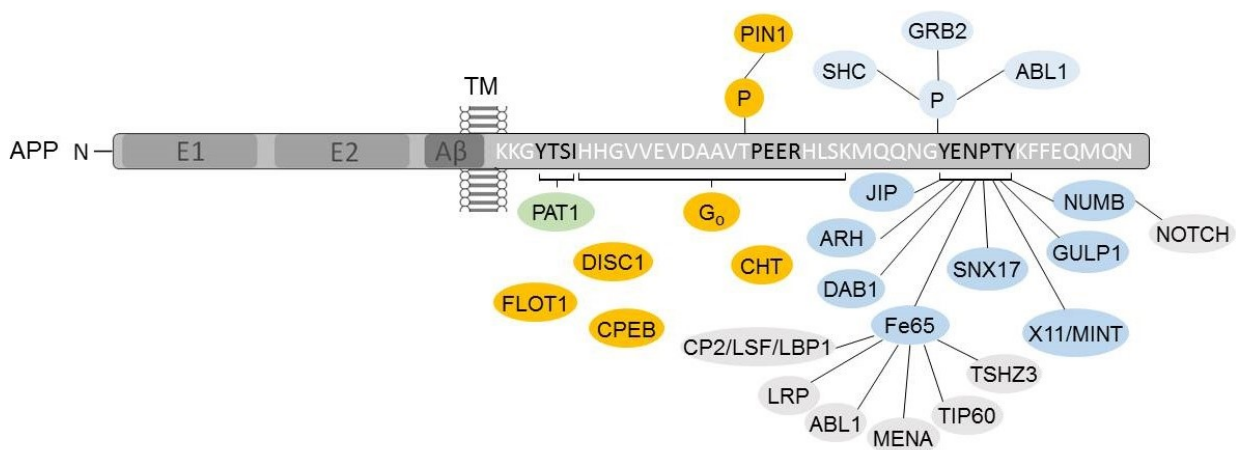 PIN1
GRB2
SHC
ABL1
TM
P
P
APP N
E1
E2
Aβ
KKGYTSIHHGVVEVDAAVTPEERHLSKMQQNGYENPTYKFFEQMQN
PAT1
Go
JIP
NUMB
NOTCH
ARH
GULP1
DISC1
CHT
SNX17
DAB1
FLOT1
CPEB
Fe65
X11/MINT
CP2/LSF/LBP1
TSHZ3
LRP
TIP60
ABL1
MENA